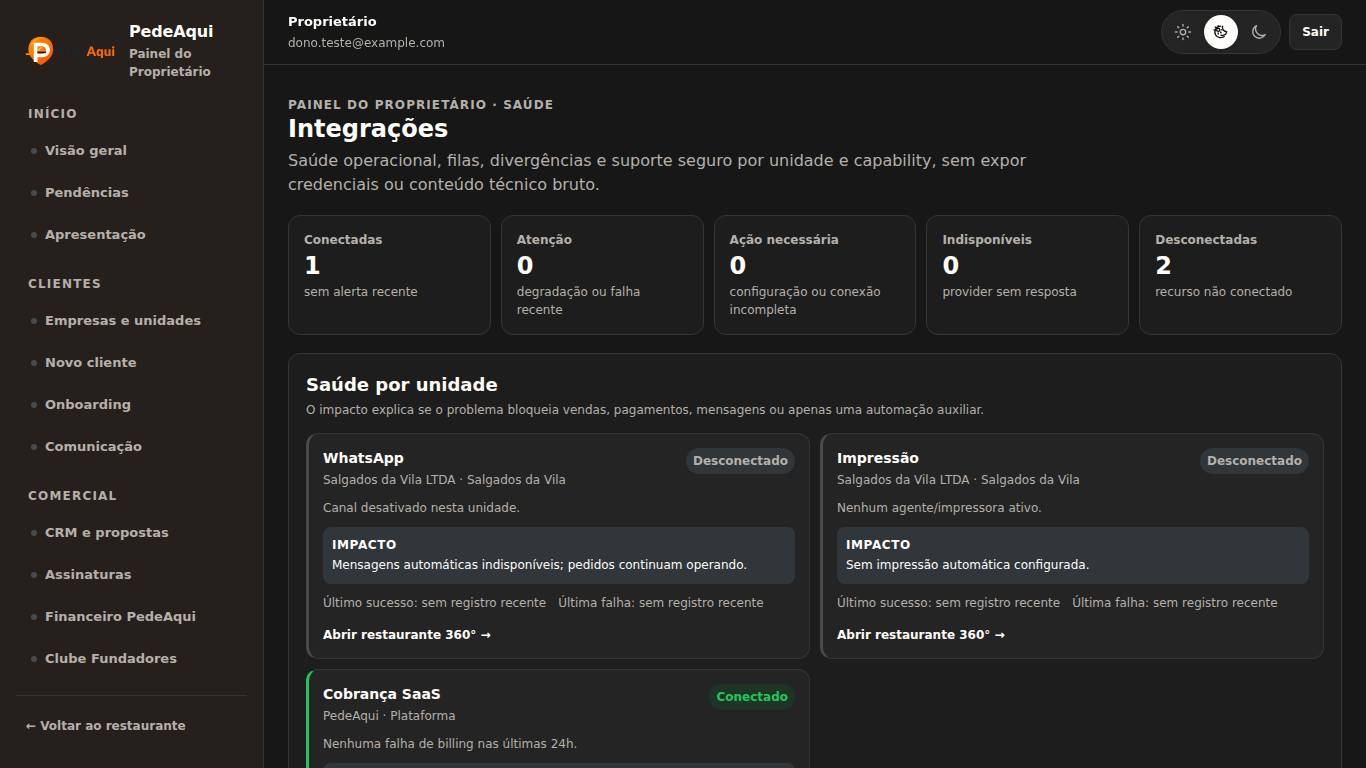 Aqui
PedeAqui
Painel do
Proprietário
INÍCIO
Visão geral
Pendências
Apresentação
CLIENTES
Empresas e unidades
Novo cliente
Onboarding
Comunicação
COMERCIAL
CRM e propostas
Assinaturas
Financeiro PedeAqui
Clube Fundadores
← Voltar ao restaurante
Proprietário
dono.teste@example.com
Sair
PAINEL DO PROPRIETÁRIO · SAÚDE
Integrações
Saúde operacional, filas, divergências e suporte seguro por unidade e capability, sem expor
credenciais ou conteúdo técnico bruto.
Conectadas
1
sem alerta recente
Atenção
0
degradação ou falha
recente
Ação necessária
0
configuração ou conexão
incompleta
Indisponíveis
0
provider sem resposta
Desconectadas
2
recurso não conectado
Saúde por unidade
O impacto explica se o problema bloqueia vendas, pagamentos, mensagens ou apenas uma automação auxiliar.
WhatsApp
Desconectado
Salgados da Vila LTDA · Salgados da Vila
Canal desativado nesta unidade.
IMPACTO
Mensagens automáticas indisponíveis; pedidos continuam operando.
Último sucesso: sem registro recente Última falha: sem registro recente
Abrir restaurante 360° →
Impressão
Desconectado
Salgados da Vila LTDA · Salgados da Vila
Nenhum agente/impressora ativo.
IMPACTO
Sem impressão automática configurada.
Último sucesso: sem registro recente Última falha: sem registro recente
Abrir restaurante 360° →
Cobrança SaaS
Conectado
PedeAqui · Plataforma
Nenhuma falha de billing nas últimas 24h.